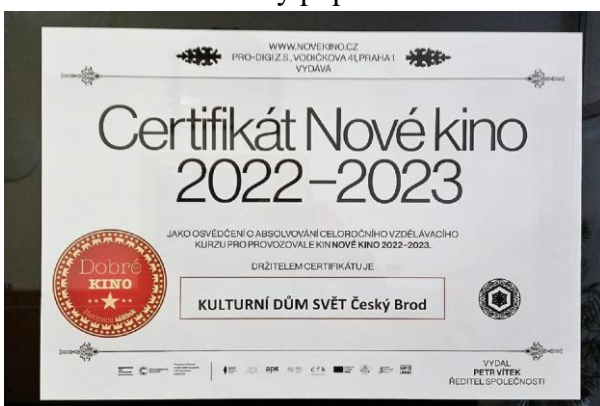 WWW.NOVEKINO.CZ
PRO-DIGI Z.S., VODIČKOVA 41, PRAHA 1
VYDÁVÁ
Certifikát Nové kino
2022–2023
JAKO OSVĚDČENÍ O ABSOLVOVÁNÍ CELOROČNÍHO VZDĚLÁVACÍHO
KURZU PRO PROVOZOVALE KIN NOVÉ KINO 2022–2023.
DRŽITELEM CERTIFIKÁTU JE
Dobré
KINO
zážitek
KULTURNÍ DŮM SVĚT Český Brod
VYDAL
PETR VÍTEK
ŘEDITEL SPOLEČNOSTI